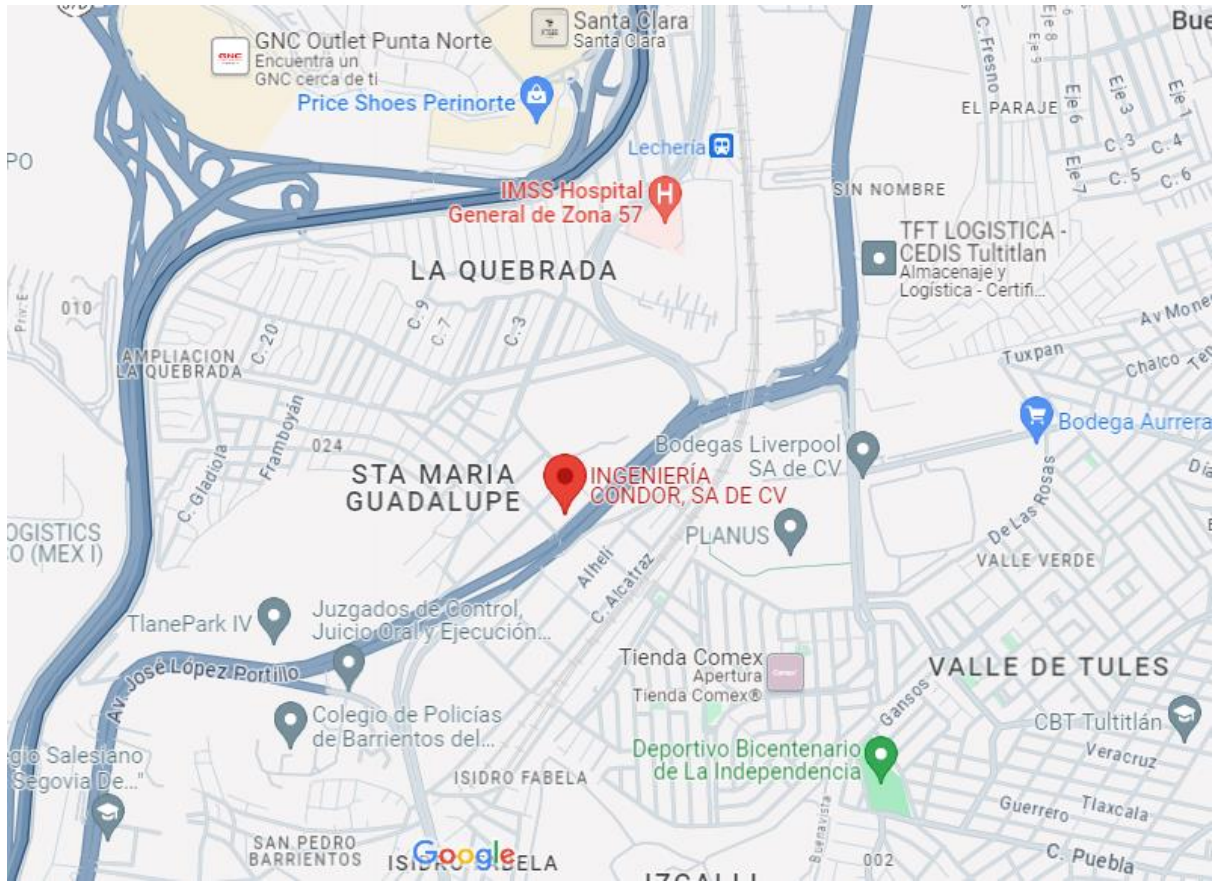 Santa Clara
Santa Clara
Bue
GNC Outlet Punta Norte
Encuentra un
GNC cerca de ti
GNC
C. Fresno
Eje 8
Eje 9
Price Shoes Perinorte
EL PARAJE
Eje 6
Eje 3
Eje 1
Lechería
C. 3
C. 4
PO
Eje 7
C. 5
C. 6
IMSS Hospital
General de Zona 57
H
SIN NOMBRE
TFT LOGISTICA -
CEDIS Tultitlan
Almacenaje y
Logística - Certifi...
LA QUEBRADA
Priv. E
010
C. 9
C. 7
C. 3
C. 20
AMPLIACION
LA QUEBRADA
Av Mone
Tuxpan
Chalco
Ten
Framboyán
C. Gladiola
024
Bodega Aurrera
Bodegas Liverpool
SA de CV
STA MARIA
GUADALUPE
INGENIERÍA
CONDOR, SA DE CV
De Las Rosas
PLANUS
OGISTICS
O (MEX I)
VALLE VERDE
Alheli
C. Alcatraz
TlanePark IV
Juzgados de Control,
Juicio Oral y Ejecución...
Av. José López Portillo
Tienda Comex
Apertura
Tienda Comex®
VALLE DE TULES
Gansos
Colegio de Policías
de Barrientos del...
CBT Tultitlán
Veracruz
Deportivo Bicentenario
de La Independencia
gio Salesiano
Segovia De..."
ISIDRO FABELA
Guerrero
Tlaxcala
Buenavista
SAN PEDRO
BARRIENTOS
Google
002
C. Puebla
IZCALLI